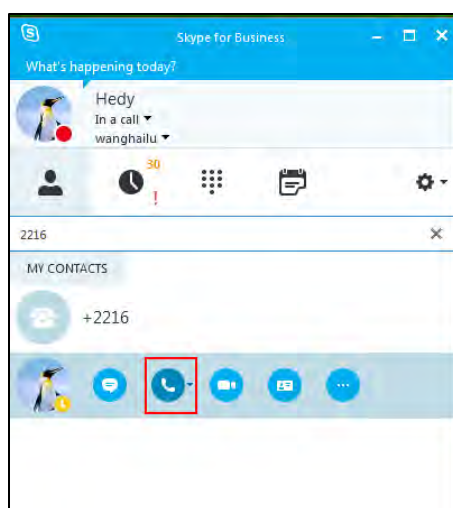 Skype for Business
What's happening today?
Hedy
In a call
wanghailu
30
!
2216
MY CONTACTS
+2216